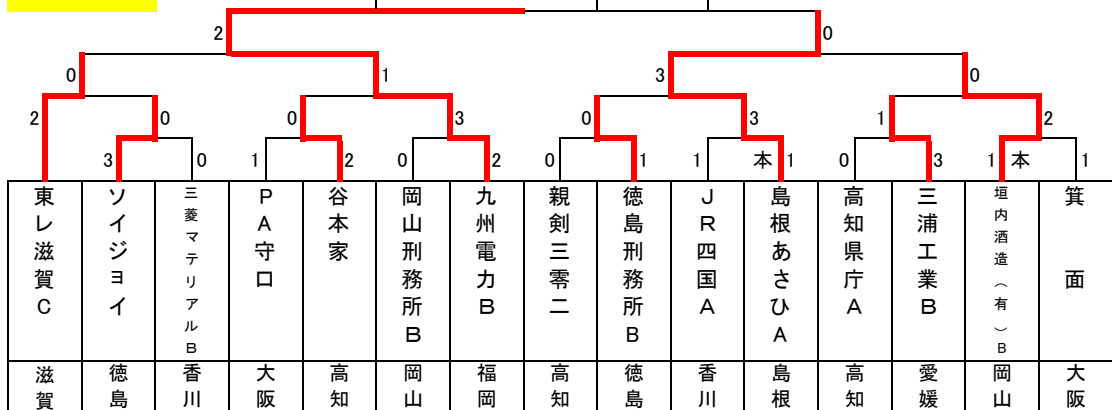 2 0
0 1 3 0
2 0 0 3 0 3 1 2
3 0 1 2 0 2 0 1 1 本 1 0 3 1 本 1
東レ滋賀C
ソイジョイ
三菱マテリアルB
PA守口
谷本家
岡山刑務所B
九州電力B
親剣三零二
徳島刑務所B
JR四国A
島根あさひA
高知県庁A
三浦工業B
垣内酒造(有)B
箕面
滋賀 徳島 香川 大阪 高知 岡山 福岡 高知 徳島 香川 島根 高知 愛媛 岡山 大阪